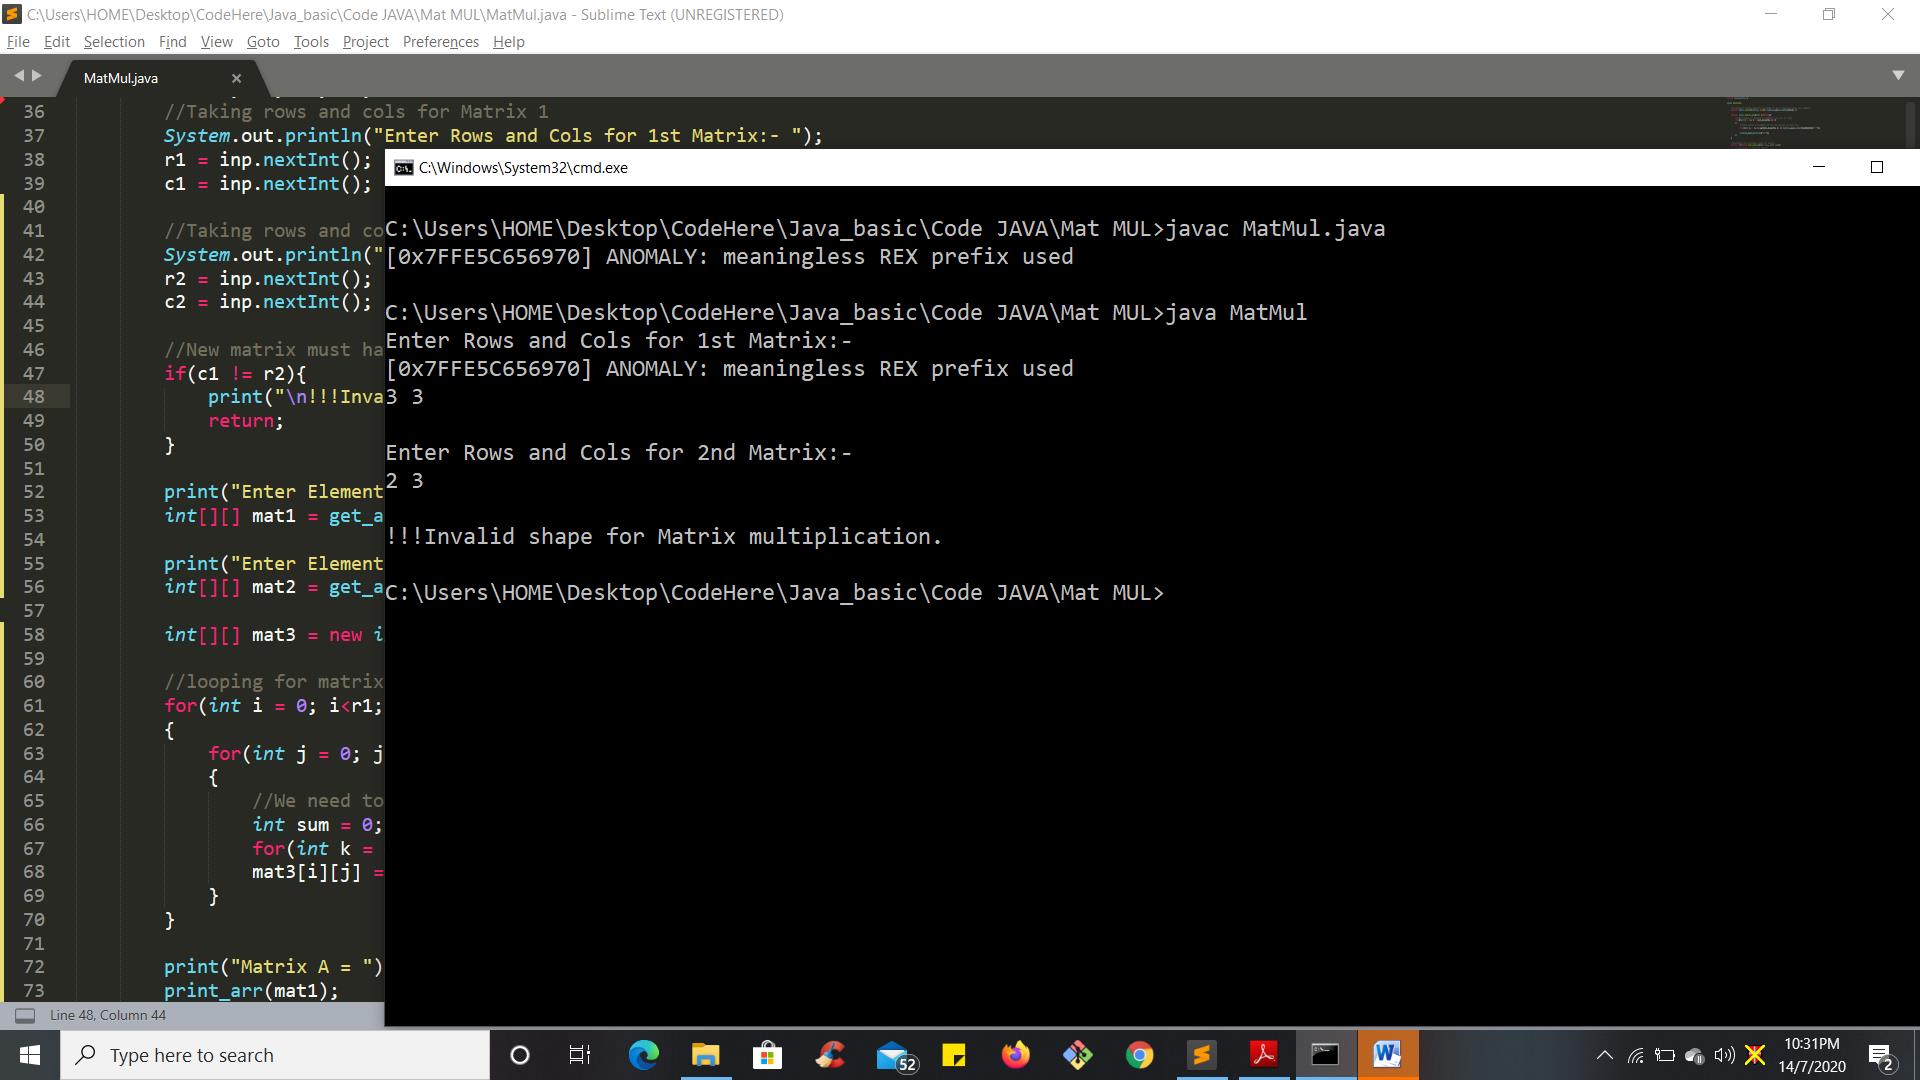 C:\Users\HOME\Desktop\CodeHere\Java_basic\Code JAVA\Mat MUL\MatMul.java - Sublime Text (UNREGISTERED)
File Edit Selection Find View Goto Tools Project Preferences Help
MatMul.java
36 //Taking rows and cols for Matrix 1
37 System.out.println("Enter Rows and Cols for 1st Matrix:- ");
38 r1 = inp.nextInt();
39 c1 = inp.nextInt();
40
41 //Taking rows and co
42 System.out.println("
43 r2 = inp.nextInt();
44 c2 = inp.nextInt();
45
46 //New matrix must ha
47 if(c1 != r2){
48 print("\n!!!Inva
49 return;
50 }
51
52 print("Enter Element
53 int[][] mat1 = get_a
54
55 print("Enter Element
56 int[][] mat2 = get_a
57
58 int[][] mat3 = new i
59
60 //looping for matrix
61 for(int i = 0; i<r1;
62 {
63 for(int j = 0; j
64 {
65 //We need to
66 int sum = 0;
67 for(int k =
68 mat3[i][j] =
69 }
70 }
71
72 print("Matrix A = ")
73 print_arr(mat1);
Line 48, Column 44
C:\Windows\System32\cmd.exe
C:\Users\HOME\Desktop\CodeHere\Java_basic\Code JAVA\Mat MUL>javac MatMul.java
[0x7FFE5C656970] ANOMALY: meaningless REX prefix used
C:\Users\HOME\Desktop\CodeHere\Java_basic\Code JAVA\Mat MUL>java MatMul
Enter Rows and Cols for 1st Matrix:-
[0x7FFE5C656970] ANOMALY: meaningless REX prefix used
3 3
Enter Rows and Cols for 2nd Matrix:-
2 3
!!!Invalid shape for Matrix multiplication.
C:\Users\HOME\Desktop\CodeHere\Java_basic\Code JAVA\Mat MUL>
Type here to search
52
10:31PM
14/7/2020
2